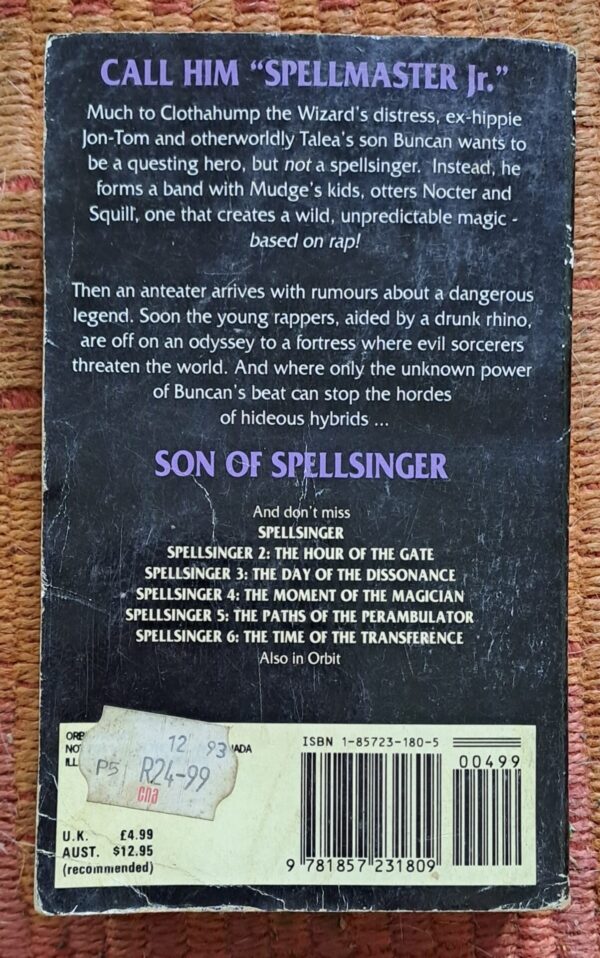 CALL HIM "SPELLMASTER Jr."
Much to Clothahump the Wizard's distress, ex-hippie
Jon-Tom and otherworldly Talea's son Buncan wants to
be a questing hero, but not a spellsinger. Instead, he
forms a band with Mudge's kids, otters Nocter and
Squill, one that creates a wild, unpredictable magic -
based on rap!
Then an anteater arrives with rumours about a dangerous
legend. Soon the young rappers, aided by a drunk rhino,
are off on an odyssey to a fortress where evil sorcerers
threaten the world. And where only the unknown power
of Buncan's beat can stop the hordes
of hideous hybrids ...
SON OF SPELLSINGER
And don't miss
SPELLSINGER
SPELLSINGER 2: THE HOUR OF THE GATE
SPELLSINGER 3: THE DAY OF THE DISSONANCE
SPELLSINGER 4: THE MOMENT OF THE MAGICIAN
SPELLSINGER 5: THE PATHS OF THE PERAMBULATOR
SPELLSINGER 6: THE TIME OF THE TRANSFERENCE
Also in Orbit
12 93
P5 R24-99
cna
U.K. £4.99
AUST. $12.95
(recommended)
ISBN 1-85723-180-5
00499
9 781857 231809